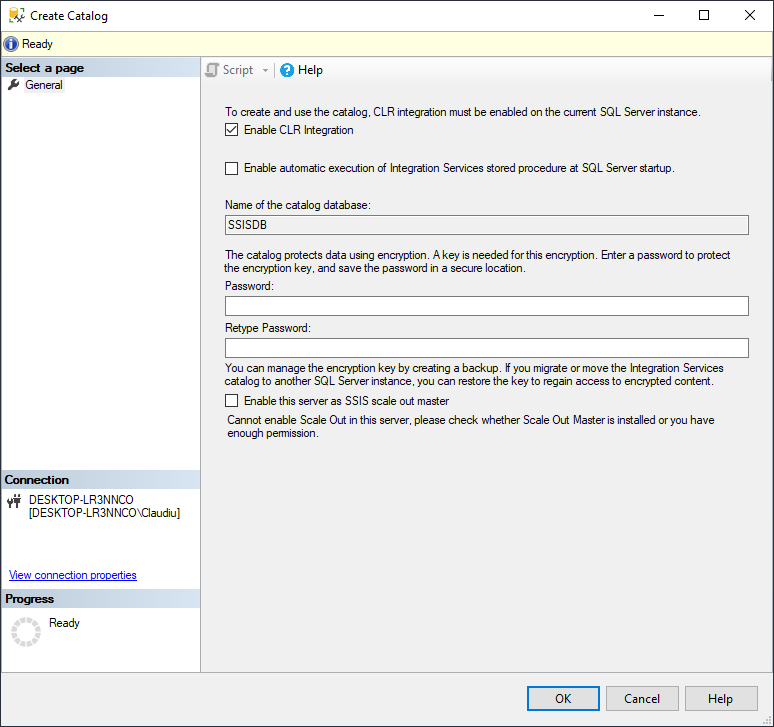 Create Catalog
Ready
Select a page
General
Script
Help
To create and use the catalog, CLR integration must be enabled on the current SQL Server instance.
Enable CLR Integration
Enable automatic execution of Integration Services stored procedure at SQL Server startup.
Name of the catalog database:
SSISDB
The catalog protects data using encryption. A key is needed for this encryption. Enter a password to protect
the encryption key, and save the password in a secure location.
Password:
Retype Password:
You can manage the encryption key by creating a backup. If you migrate or move the Integration Services
catalog to another SQL Server instance, you can restore the key to regain access to encrypted content.
Enable this server as SSIS scale out master
Cannot enable Scale Out in this server, please check whether Scale Out Master is installed or you have
enough permission.
Connection
DESKTOP-LR3NNCO
[DESKTOP-LR3NNCO\Claudiu]
View connection properties
Progress
Ready
OK
Cancel
Help